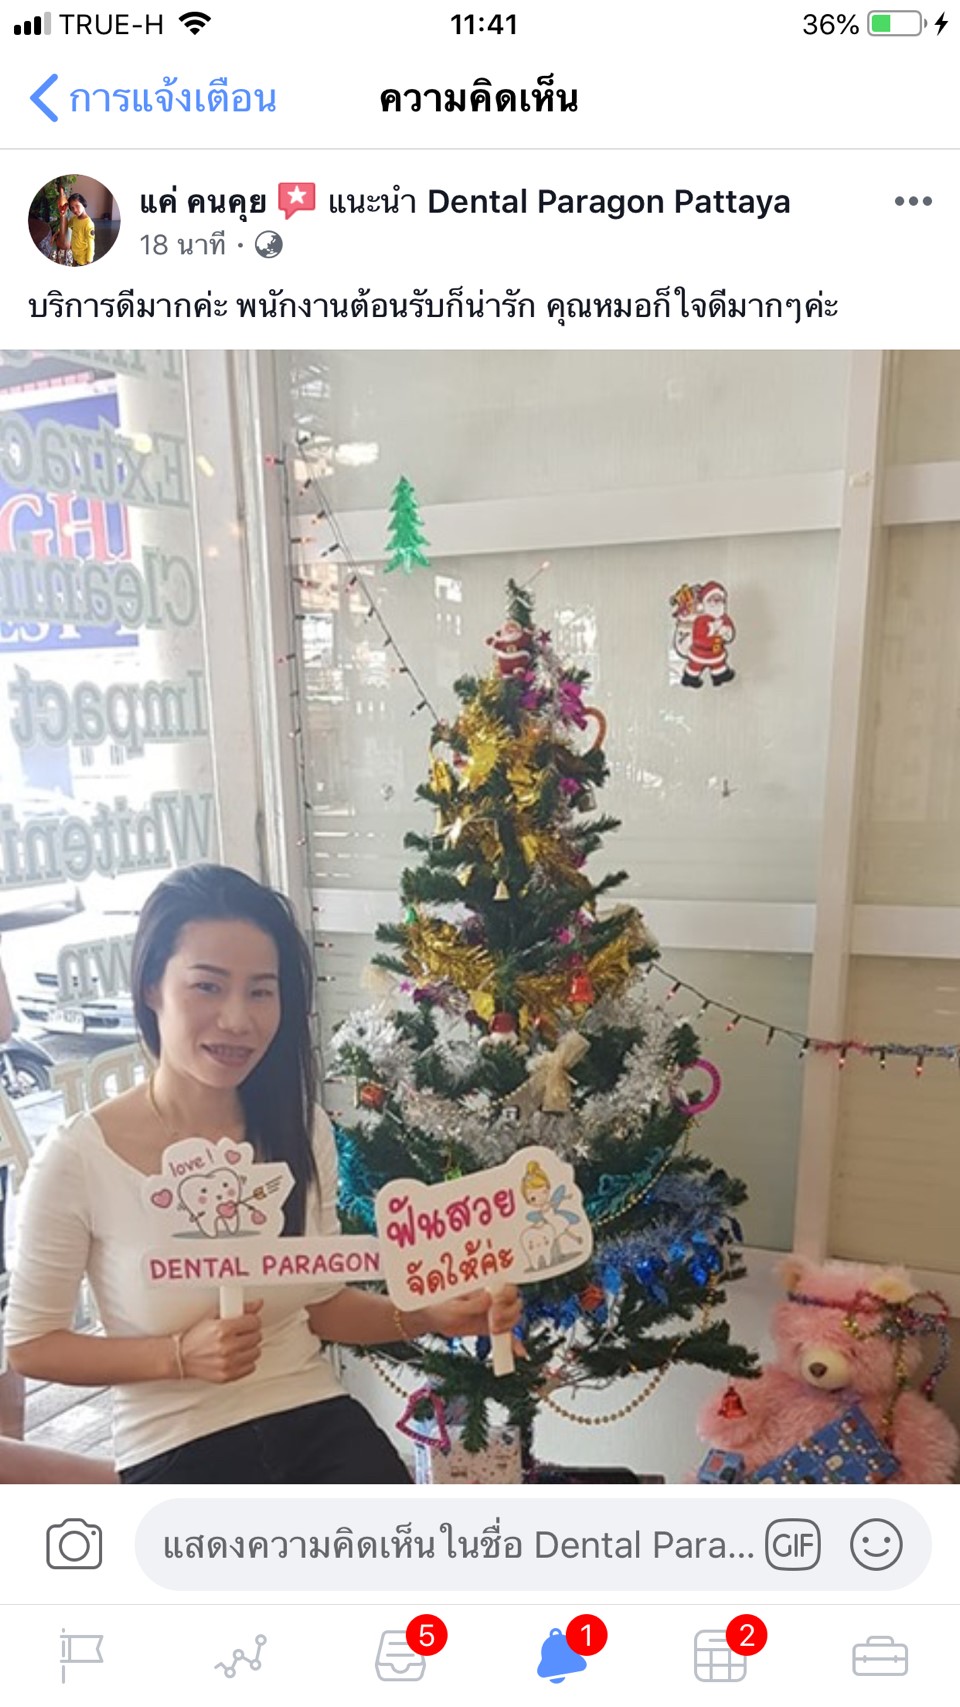 TRUE-H 11:41 36%
การแจ้งเตือน ความคิดเห็น
แค่ คนคุย แนะนำ Dental Paragon Pattaya
18 นาที ·
บริการดีมากค่ะ พนักงานต้อนรับก็น่ารัก คุณหมอก็ใจดีมากๆค่ะ
Extrac
GH
Cleanin
Impact
Whiteni
wn
love!
DENTAL PARAGON
ฟันสวย
จัดให้ค่ะ
แสดงความคิดเห็นในชื่อ Dental Para... GIF
5 1 2